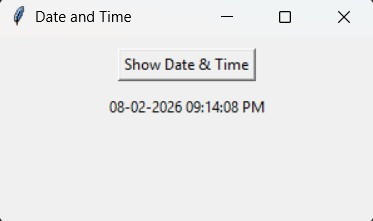 Date and Time
Show Date & Time
08-02-2026 09:14:08 PM